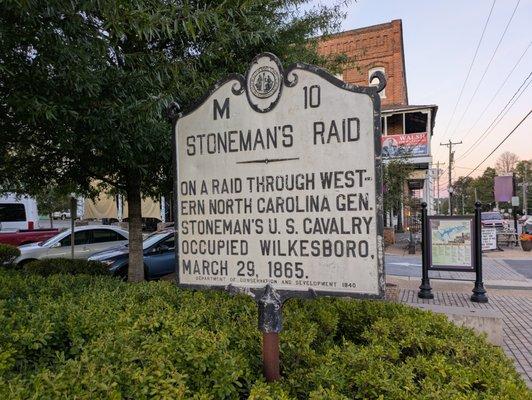 M 10
STONEMAN'S RAID
ON A RAID THROUGH WEST-
ERN NORTH CAROLINA GEN.
STONEMAN'S U.S. CAVALRY
OCCUPIED WILKESBORO,
MARCH 29, 1865.
DEPARTMENT OF CONSERVATION AND DEVELOPMENT 1940
WALSH